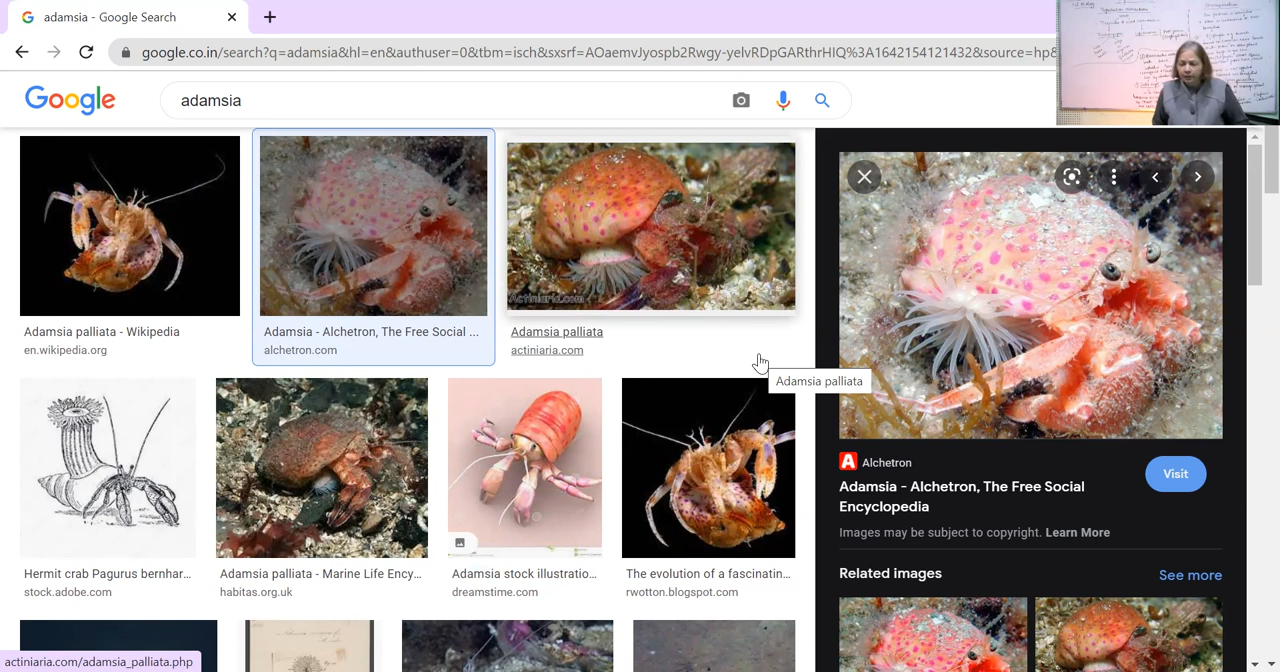 adamsia - Google Search
google.co.in/search?q=adamsia&hl=en&authuser=0&tbm=isch&sxsrf=AOaemvJyospb2Rwgy-yelvRDpGARthrHIQ%3A1642154121432&source=hp&
Google
adamsia
Actiniaria.com
Adamsia palliata - Wikipedia
en.wikipedia.org
Adamsia - Alchetron, The Free Social ...
alchetron.com
Adamsia palliata
actiniaria.com
Adamsia palliata
Alchetron
Visit
Adamsia - Alchetron, The Free Social
Encyclopedia
Images may be subject to copyright. Learn More
Related images
See more
Hermit crab Pagurus bernhar...
stock.adobe.com
Adamsia palliata - Marine Life Ency...
habitas.org.uk
Adamsia stock illustratio...
dreamstime.com
The evolution of a fascinatin...
rwotton.blogspot.com
actiniaria.com/adamsia_palliata.php